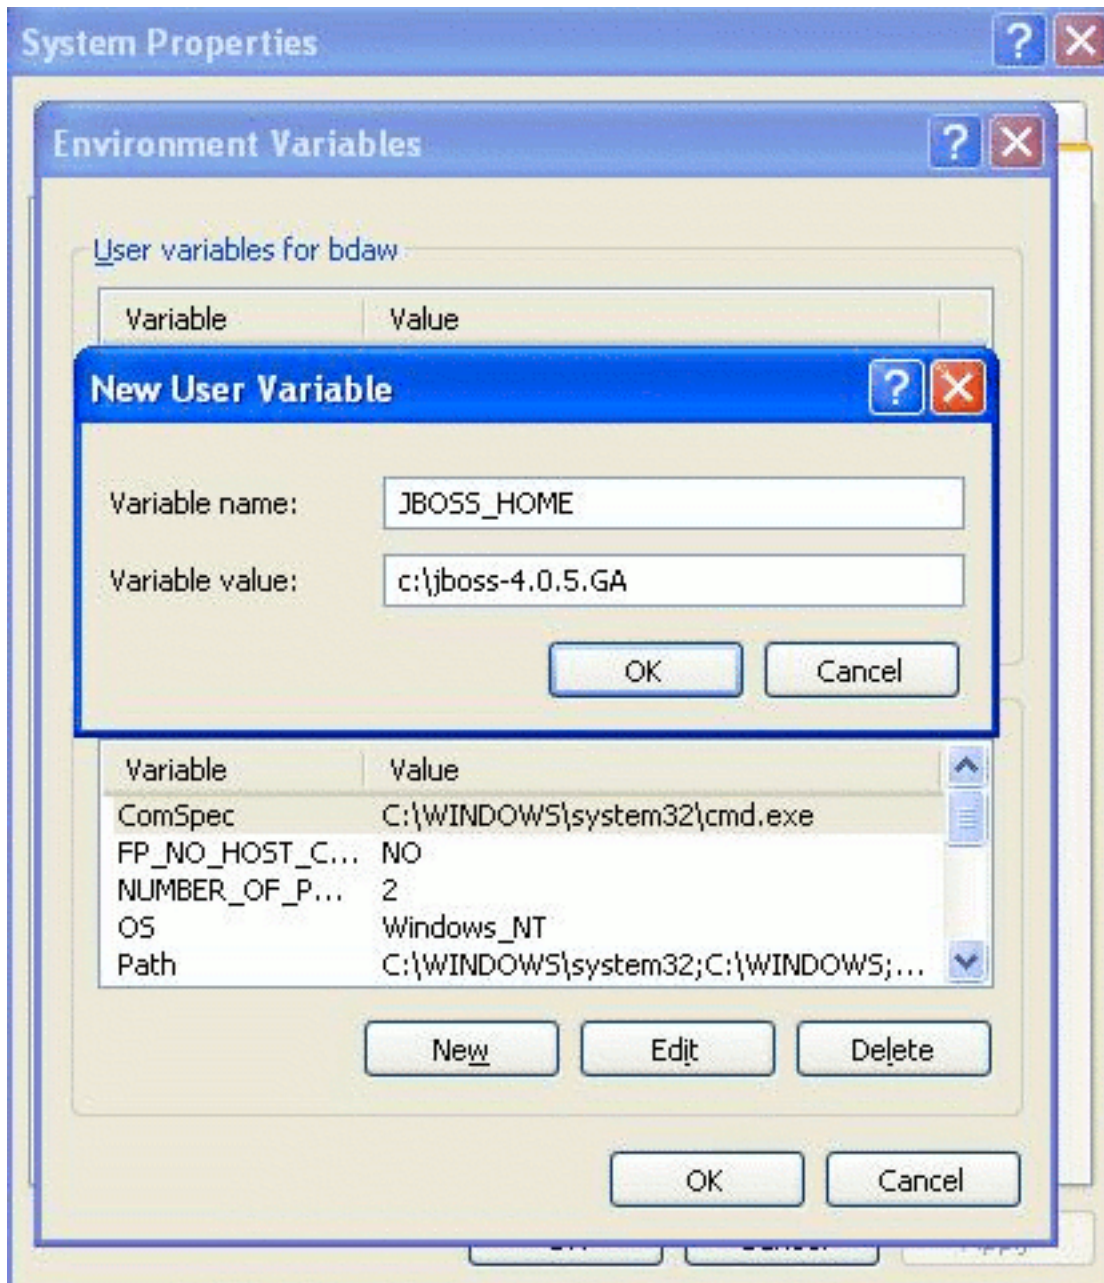 System Properties
Environment Variables
User variables for bdaw
Variable Value
New User Variable
Variable name: JBOSS_HOME
Variable value: c:\jboss-4.0.5.GA
OK Cancel
Variable Value
ComSpec C:\WINDOWS\system32\cmd.exe
FP_NO_HOST_C... NO
NUMBER_OF_P... 2
OS Windows_NT
Path C:\WINDOWS\system32;C:\WINDOWS;...
New Edit Delete
OK Cancel